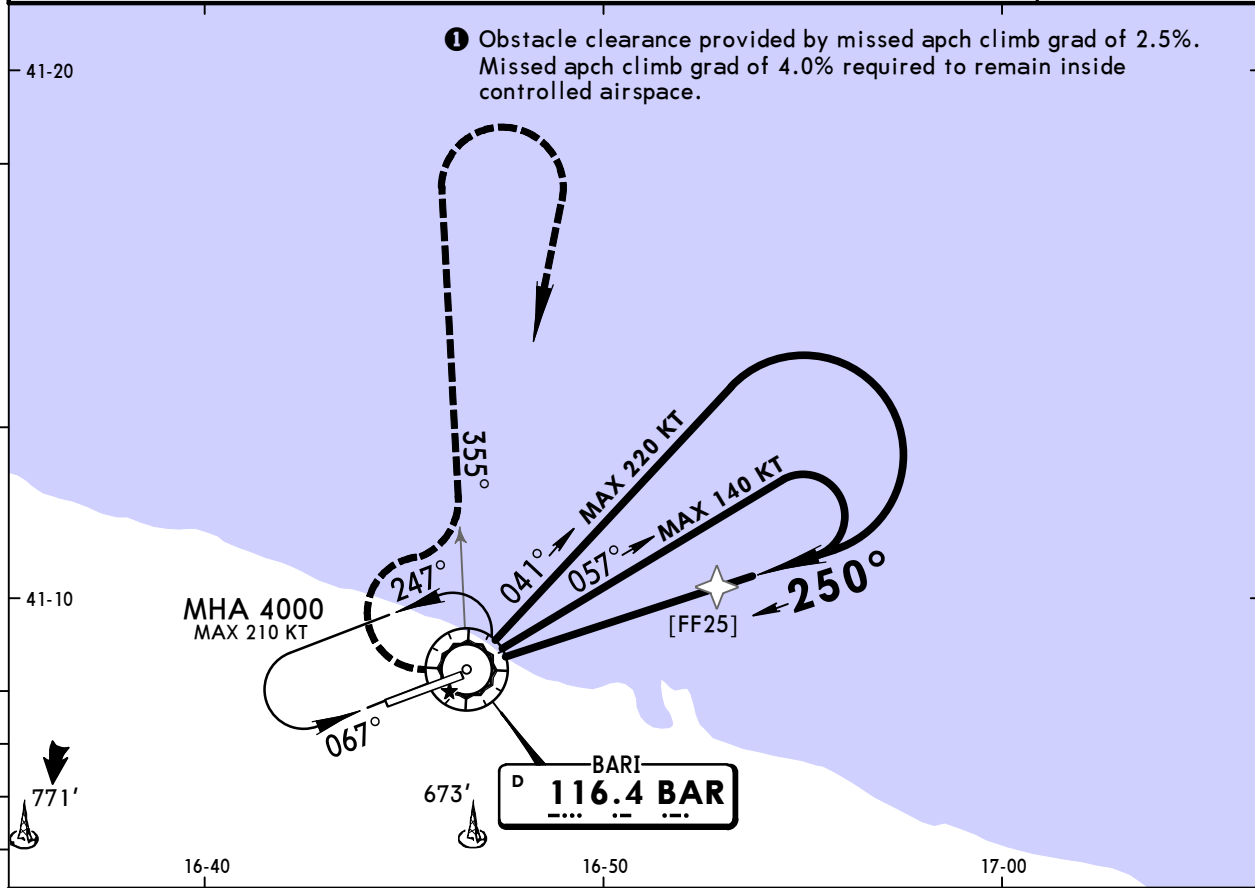 ❶ Obstacle clearance provided by missed apch climb grad of 2.5%.
Missed apch climb grad of 4.0% required to remain inside
controlled airspace.
41-20
355°
MAX 220 KT
041°
MAX 140 KT
057°
250°
[FF25]
41-10
247°
MHA 4000
MAX 210 KT
067°
BARI
D 116.4 BAR
771'
673'
16-40
16-50
17-00